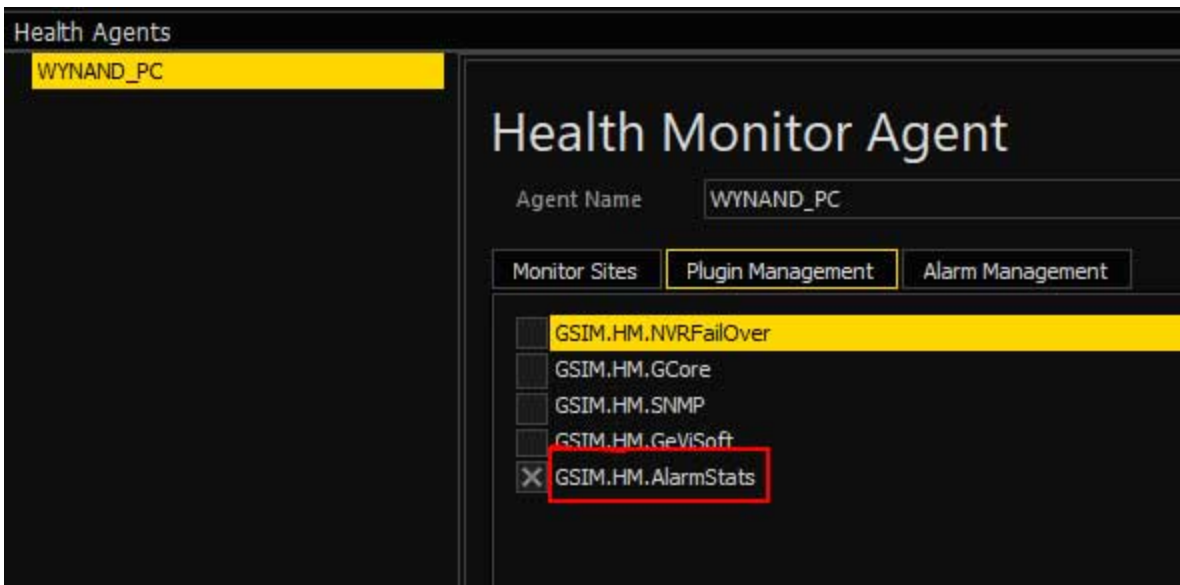 Health Agents
WYNAND_PC
Health Monitor Agent
Agent Name WYNAND_PC
Monitor Sites Plugin Management Alarm Management
GSIM.HM.NVRFailOver
GSIM.HM.GCore
GSIM.HM.SNMP
GSIM.HM.GeViSoft
GSIM.HM.AlarmStats